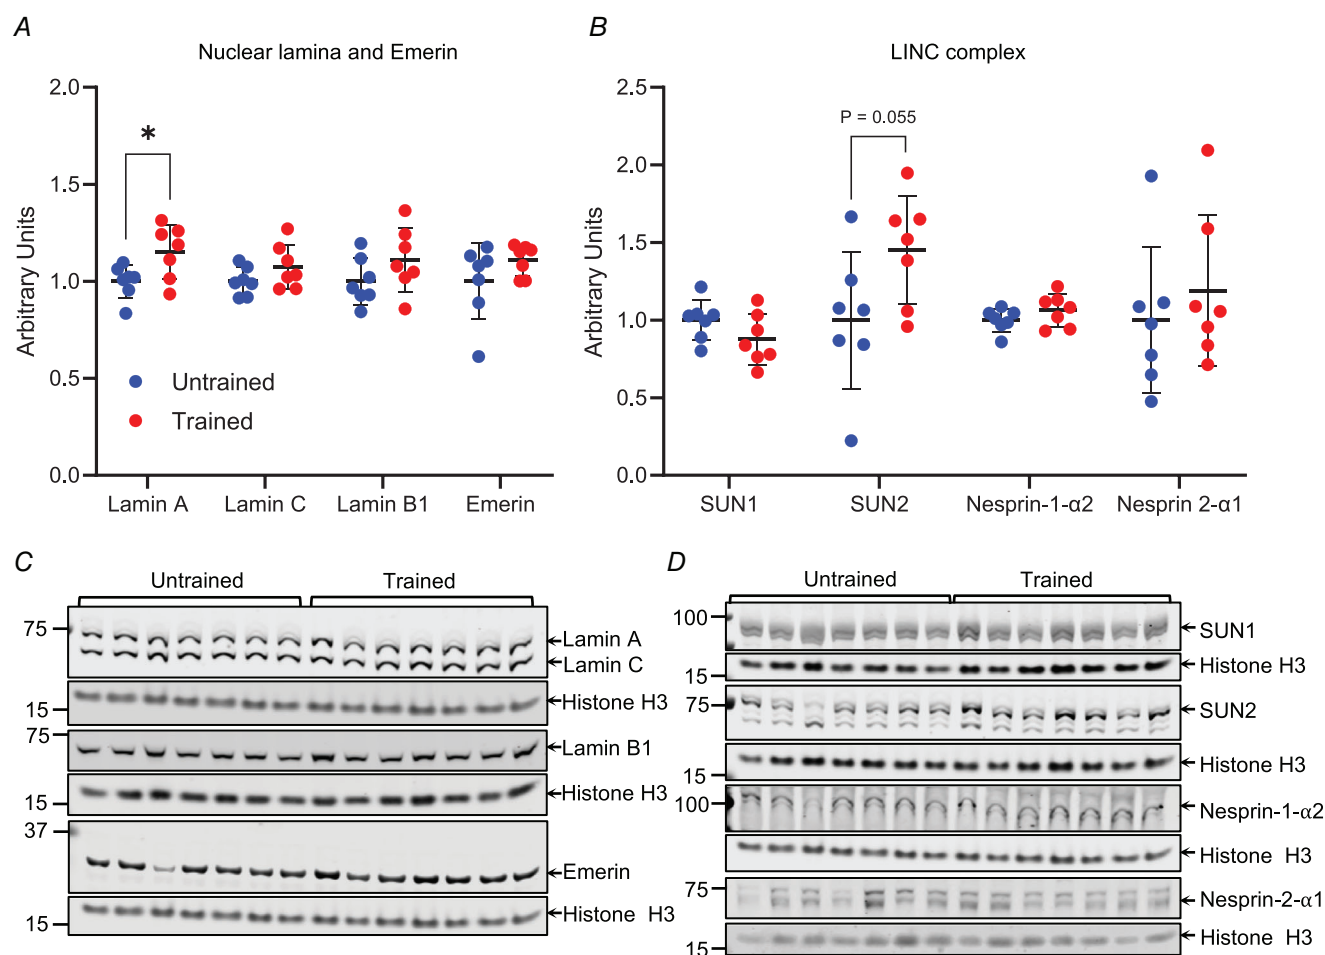 A
Nuclear lamina and Emerin
2.0
1.5
1.0
0.5
0.0
Arbitrary Units
*
Untrained
Trained
Lamin A
Lamin C
Lamin B1
Emerin
B
LINC complex
2.5
2.0
1.5
1.0
0.5
0.0
Arbitrary Units
P = 0.055
SUN1
SUN2
Nesprin-1-α2
Nesprin 2-α1
C
Untrained
Trained
75
Lamin A
Lamin C
15
Histone H3
75
Lamin B1
15
Histone H3
37
Emerin
15
Histone H3
D
Untrained
Trained
100
SUN1
15
Histone H3
75
SUN2
15
Histone H3
100
Nesprin-1-α2
Histone H3
75
Nesprin-2-α1
15
Histone H3